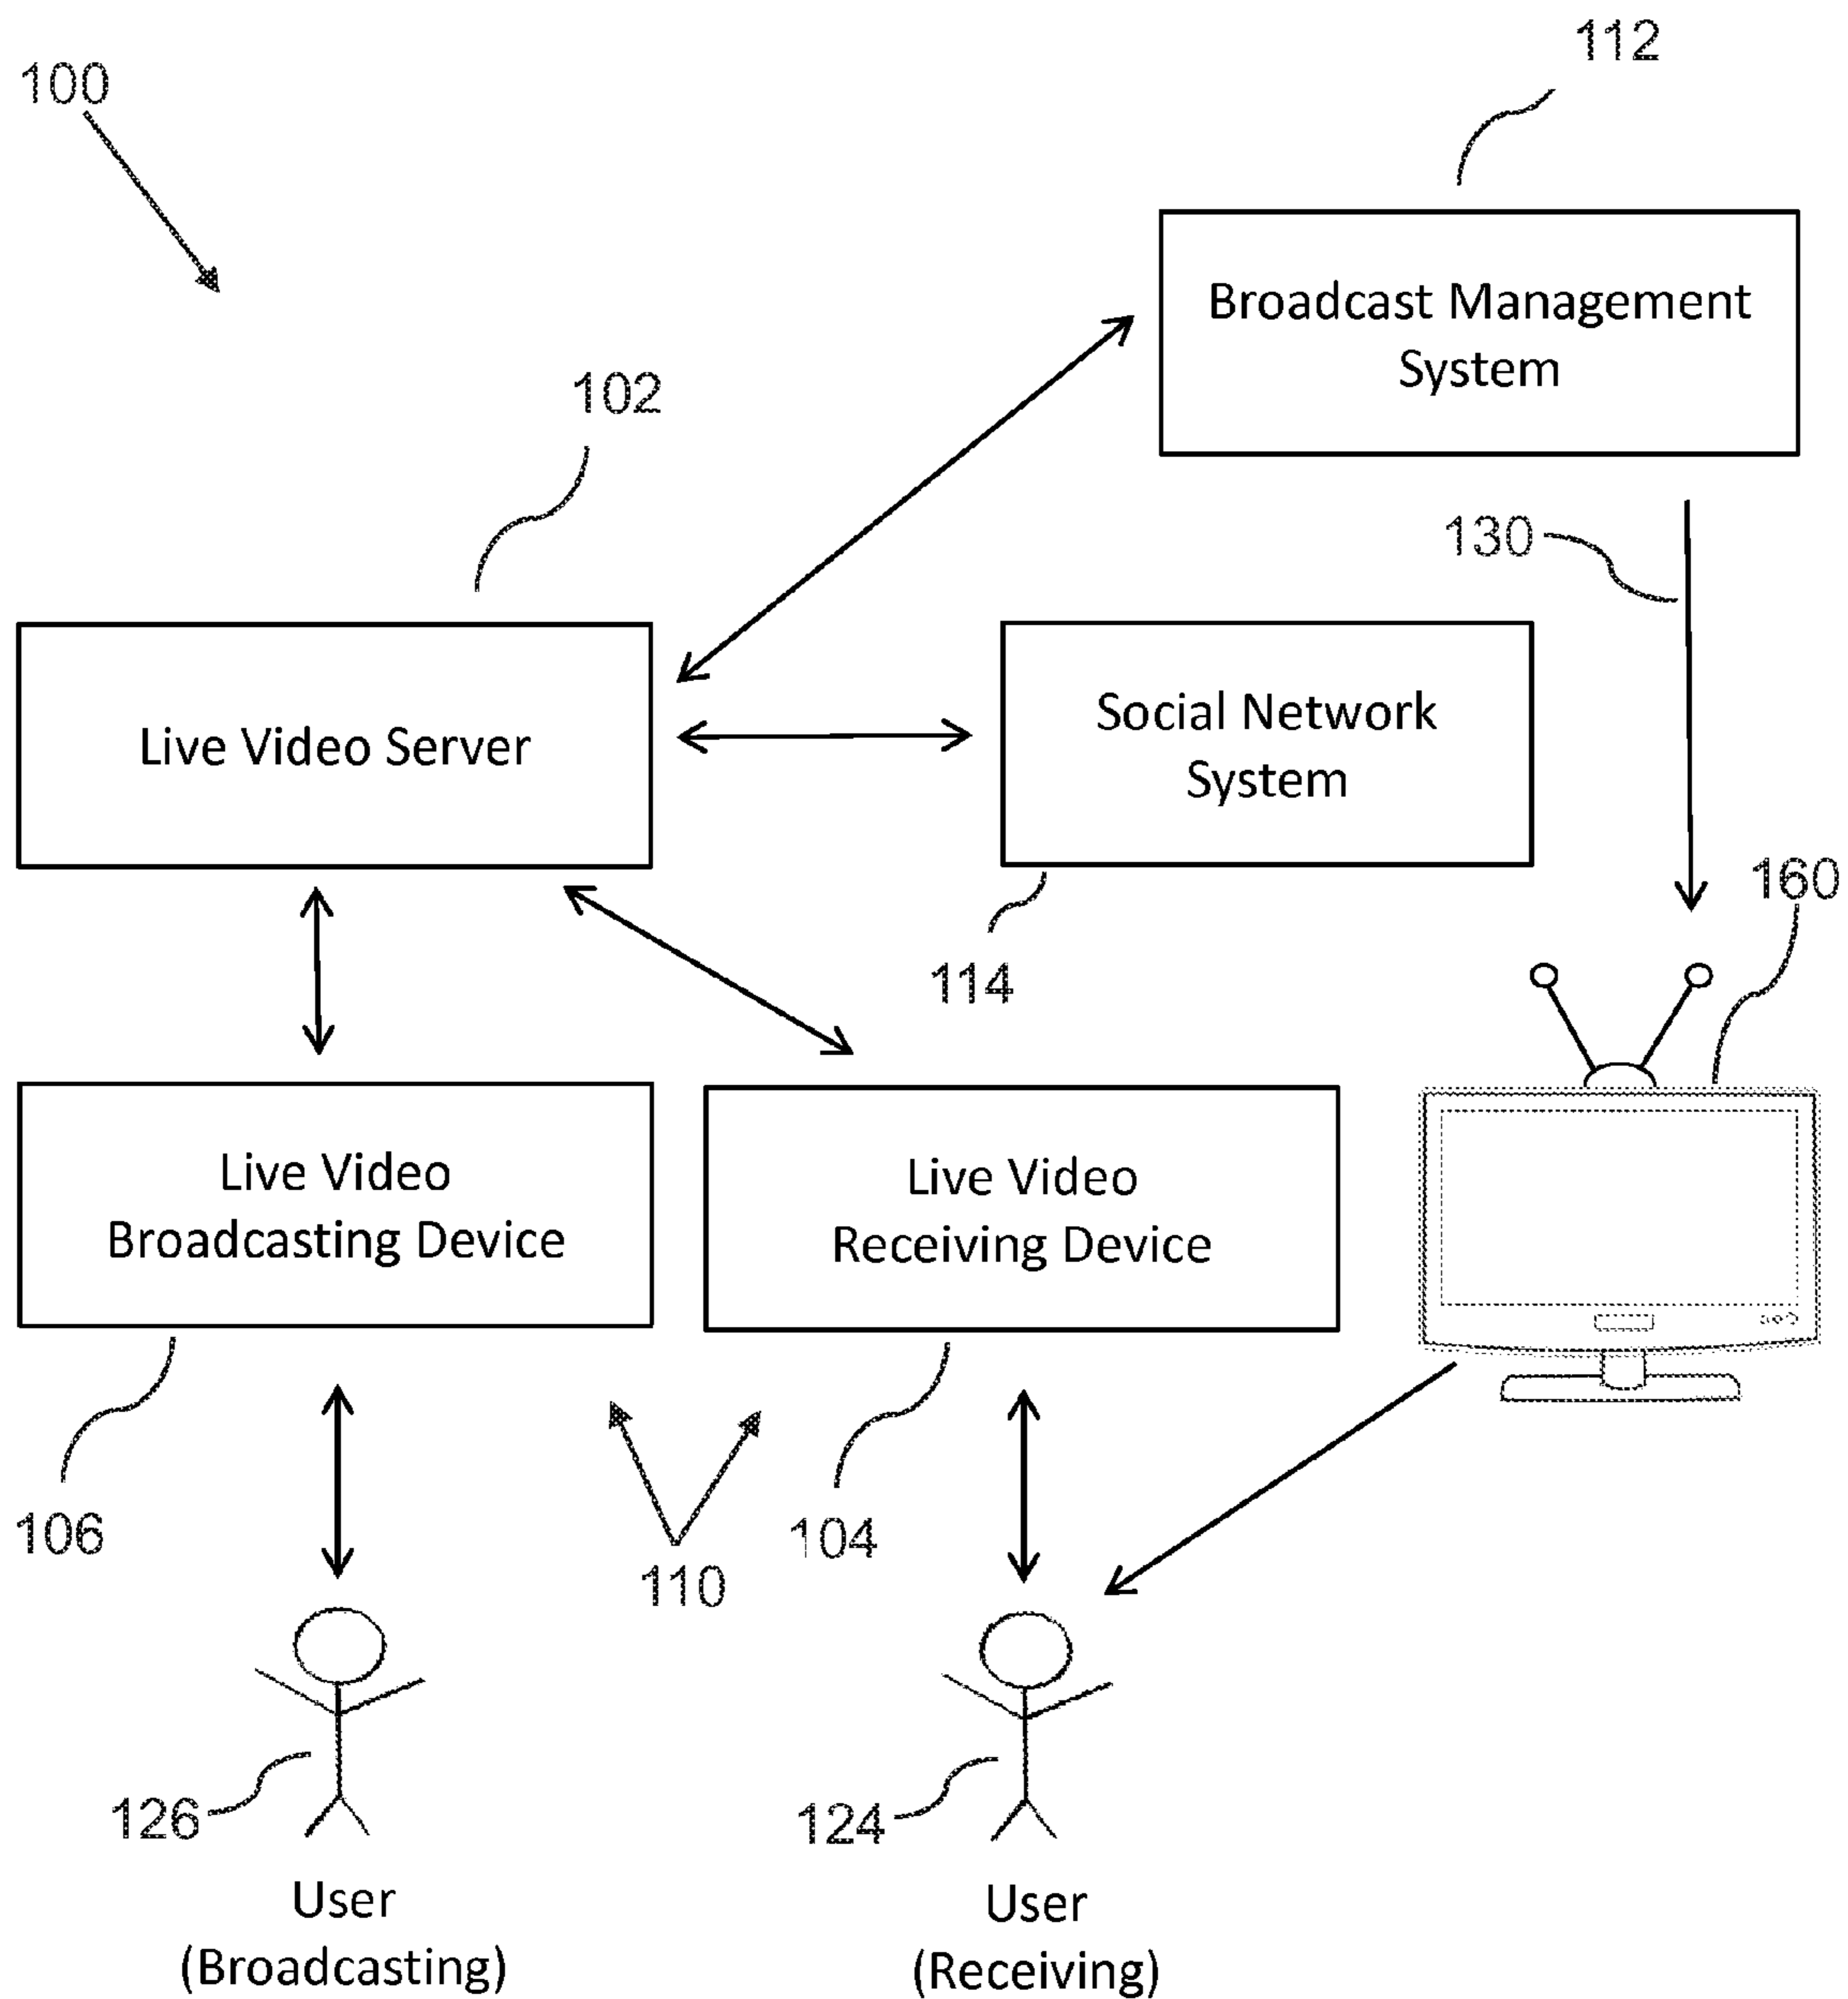 112
100
Broadcast Management
System
102
130
Social Network
System
Live Video Server
160
114
Live Video
Broadcasting Device
Live Video
Receiving Device
106
110
104
126
124
User
(Broadcasting)
User
(Receiving)